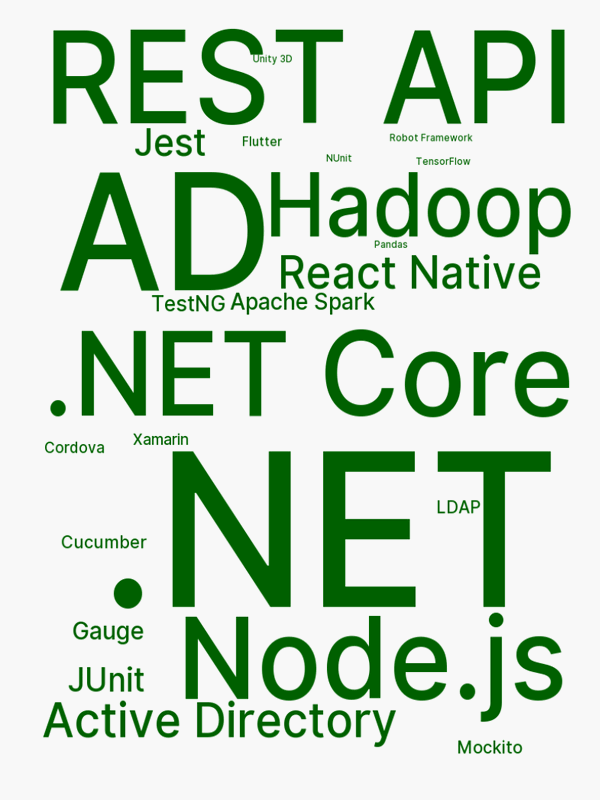 REST API
Unity 3D
Jest
Flutter
Robot Framework
NUnit
TensorFlow
AD
Hadoop
Pandas
React Native
TestNG
Apache Spark
.NET Core
Cordova
Xamarin
.NET
LDAP
Cucumber
Gauge
Node.js
JUnit
Active Directory
Mockito